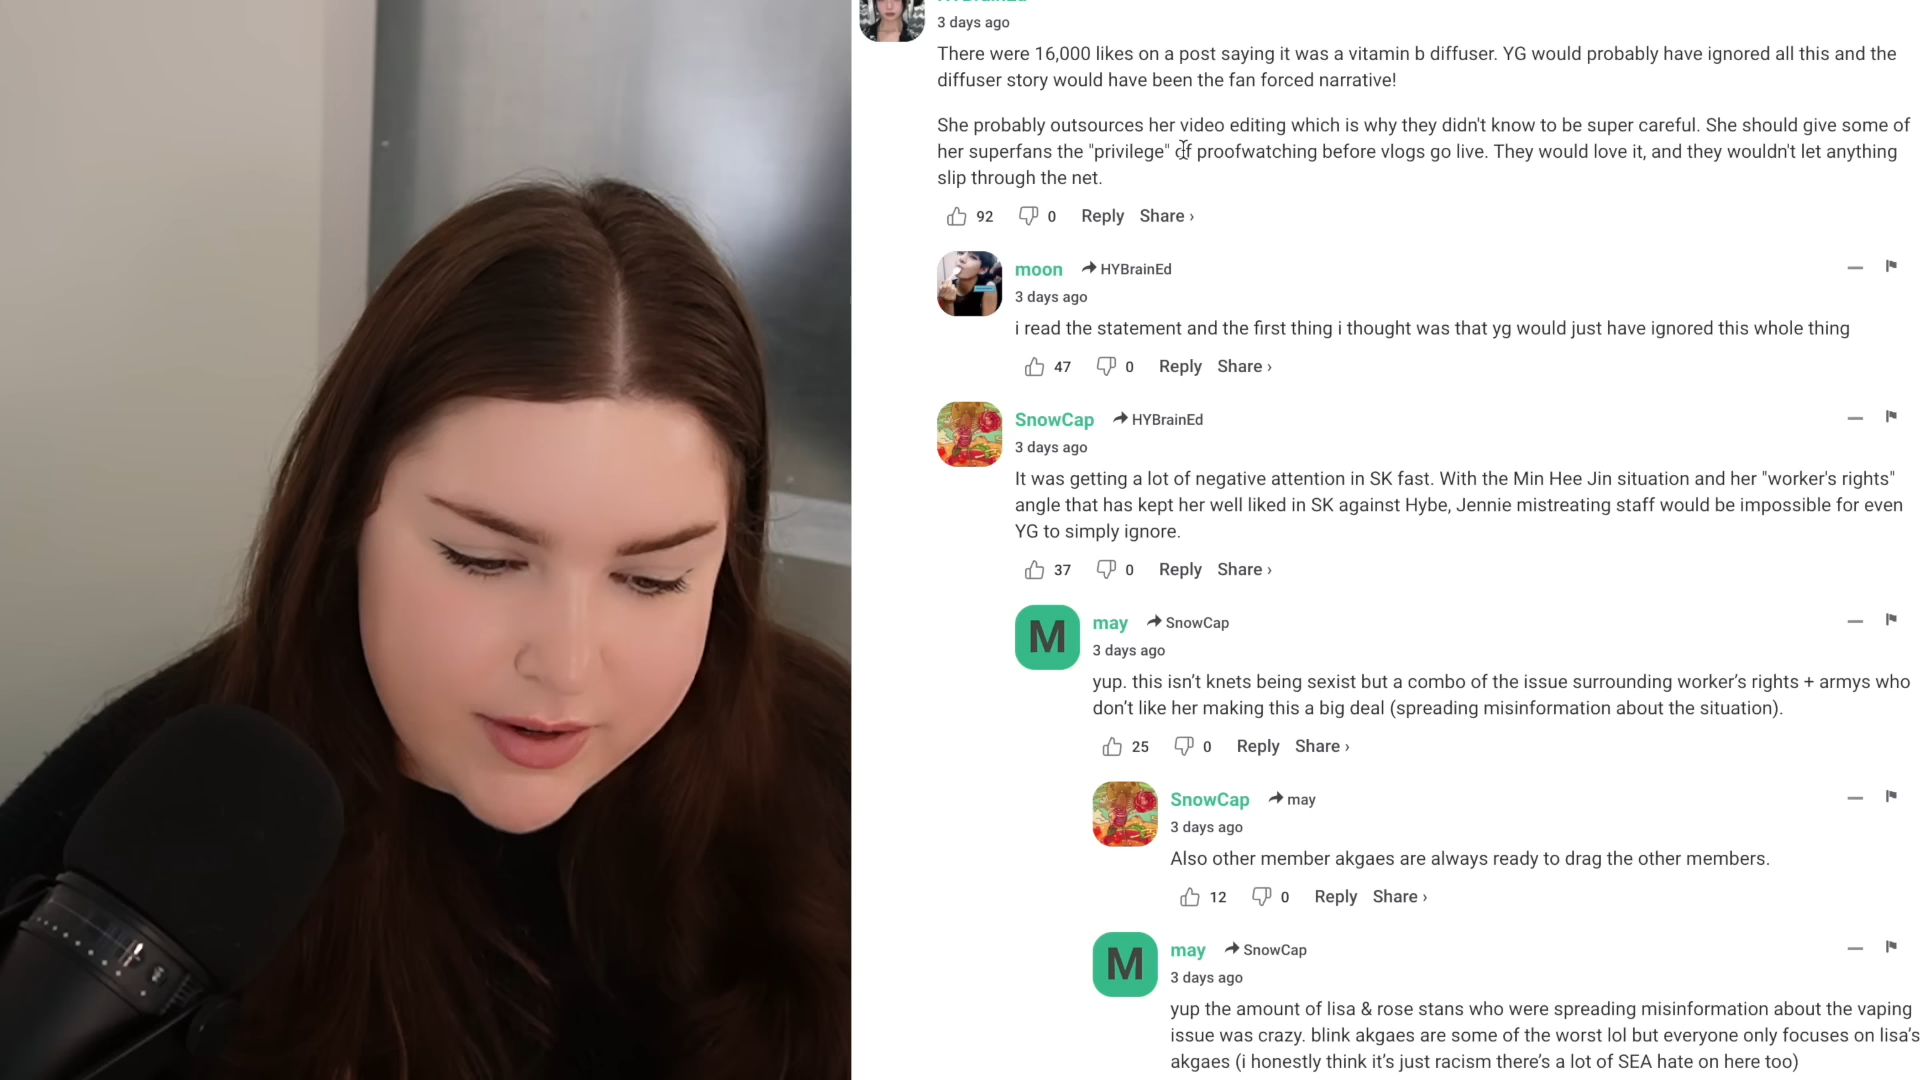 3 days ago
There were 16,000 likes on a post saying it was a vitamin b diffuser. YG would probably have ignored all this and the
diffuser story would have been the fan forced narrative!
She probably outsources her video editing which is why they didn't know to be super careful. She should give some of
her superfans the "privilege" of proofwatching before vlogs go live. They would love it, and they wouldn't let anything
slip through the net.
92 0 Reply Share ›
moon HYBrainEd
3 days ago
i read the statement and the first thing i thought was that yg would just have ignored this whole thing
47 0 Reply Share ›
SnowCap HYBrainEd
3 days ago
It was getting a lot of negative attention in SK fast. With the Min Hee Jin situation and her "worker's rights"
angle that has kept her well liked in SK against Hybe, Jennie mistreating staff would be impossible for even
YG to simply ignore.
37 0 Reply Share ›
M
may SnowCap
3 days ago
yup. this isn’t knets being sexist but a combo of the issue surrounding worker’s rights + armys who
don’t like her making this a big deal (spreading misinformation about the situation).
25 0 Reply Share ›
SnowCap may
3 days ago
Also other member akgaes are always ready to drag the other members.
12 0 Reply Share ›
M
may SnowCap
3 days ago
yup the amount of lisa & rose stans who were spreading misinformation about the vaping
issue was crazy. blink akgaes are some of the worst lol but everyone only focuses on lisa’s
akgaes (i honestly think it’s just racism there’s a lot of SEA hate on here too)